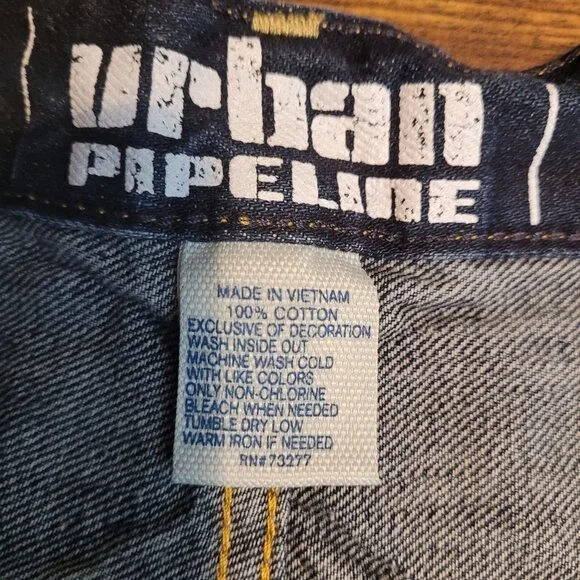 urban
PIPELINE
MADE IN VIETNAM
100% COTTON
EXCLUSIVE OF DECORATION
WASH INSIDE OUT
MACHINE WASH COLD
WITH LIKE COLORS
ONLY NON-CHLORINE
BLEACH WHEN NEEDED
TUMBLE DRY LOW
WARM IRON IF NEEDED
RN# 73277